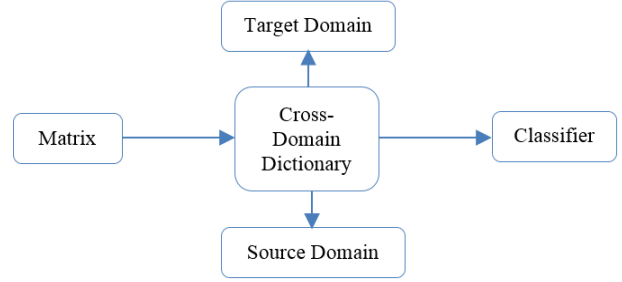 Target Domain
Matrix
Cross-
Domain
Dictionary
Classifier
Source Domain